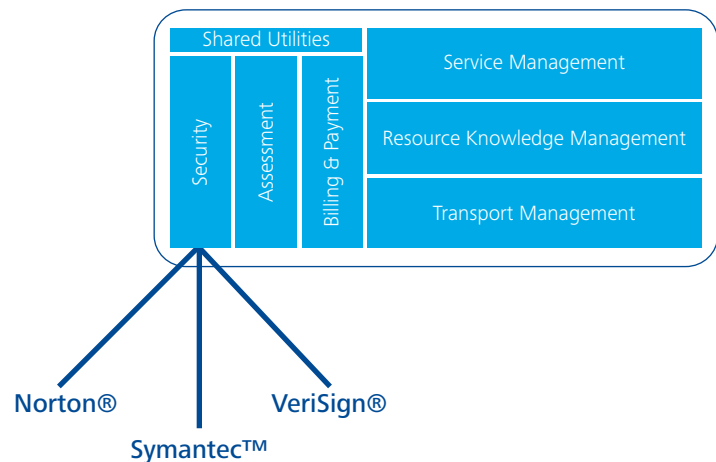 Shared Utilities
Security
Assessment
Billing & Payment
Service Management
Resource Knowledge Management
Transport Management
Norton®
VeriSign®
Symantec™